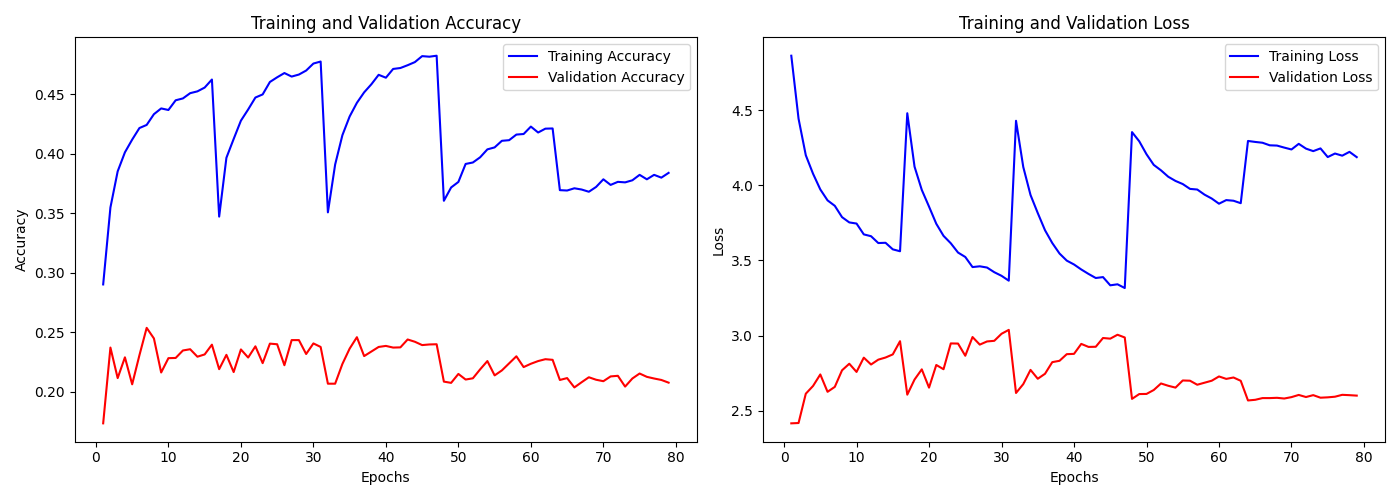 Training and Validation Accuracy
Training Accuracy
Validation Accuracy
Accuracy
0.45
0.40
0.35
0.30
0.25
0.20
0 10 20 30 40 50 60 70 80
Epochs
Training and Validation Loss
Training Loss
Validation Loss
Loss
4.5
4.0
3.5
3.0
2.5
0 10 20 30 40 50 60 70 80
Epochs